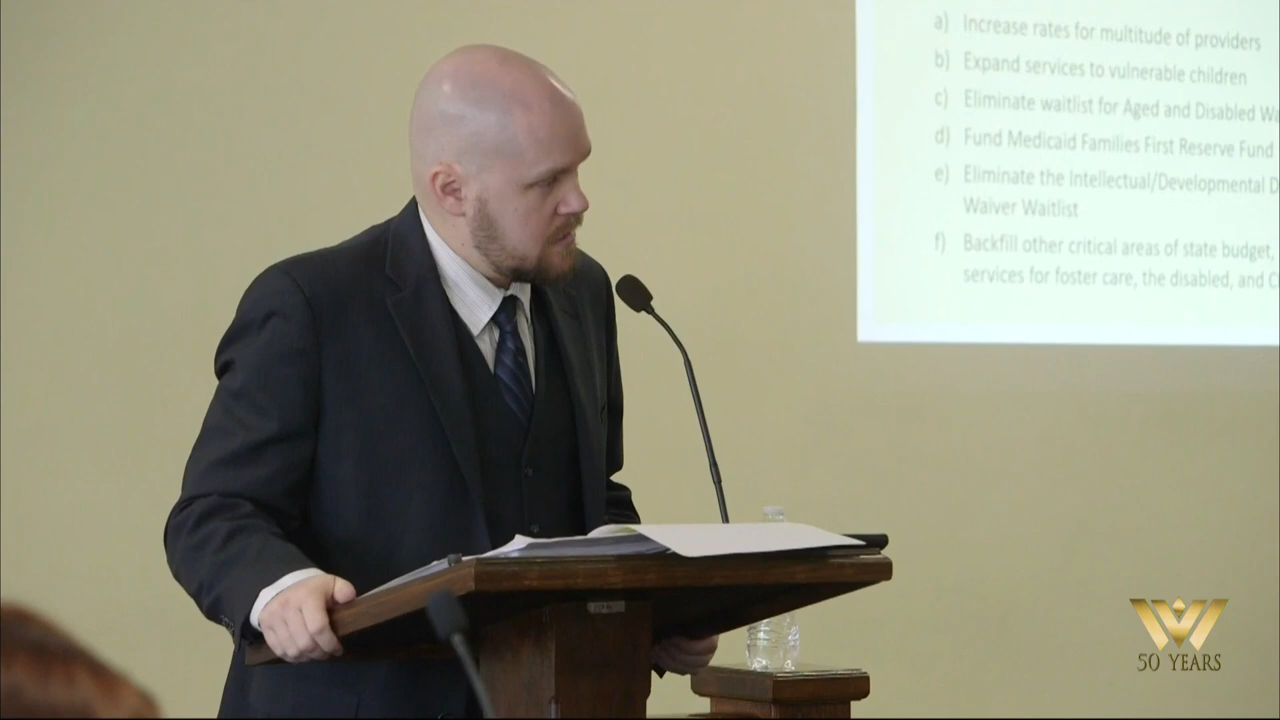 a) Increase rates for multitude of providers
b) Expand services to vulnerable children
c) Eliminate waitlist for Aged and Disabled
d) Fund Medicaid Families First Reserve Fund
e) Eliminate the Intellectual/Developmental
Waiver Waitlist
f) Backfill other critical areas of state budget,
services for foster care, the disabled, and
50 YEARS